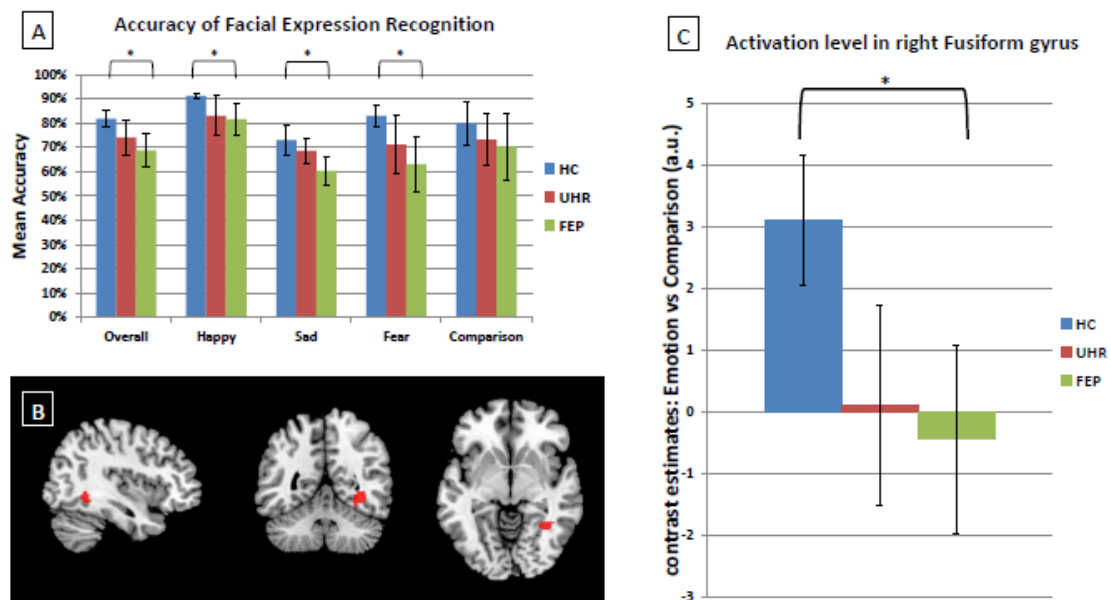 A
Accuracy of Facial Expression Recognition
* * * *
100%
90%
80%
70%
60%
50%
40%
30%
20%
10%
0%
Mean Accuracy
Overall Happy Sad Fear Comparison
HC
UHR
FEP
B
C
Activation level in right Fusiform gyrus
*
5
4
3
2
1
0
-1
-2
-3
contrast estimates: Emotion vs Comparison (a.u.)
HC
UHR
FEP